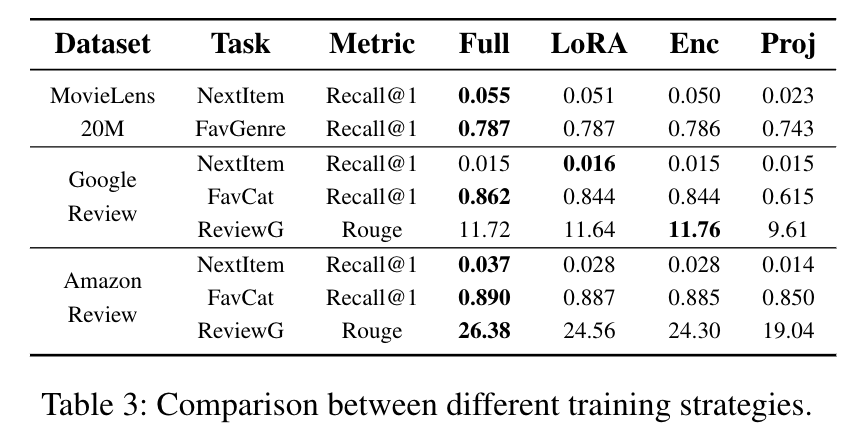 Dataset Task Metric Full LoRA Enc Proj
MovieLens NextItem Recall@1 0.055 0.051 0.050 0.023
20M FavGenre Recall@1 0.787 0.787 0.786 0.743
Google Review
NextItem Recall@1 0.015 0.016 0.015 0.015
FavCat Recall@1 0.862 0.844 0.844 0.615
ReviewG Rouge 11.72 11.64 11.76 9.61
Amazon Review
NextItem Recall@1 0.037 0.028 0.028 0.014
FavCat Recall@1 0.890 0.887 0.885 0.850
ReviewG Rouge 26.38 24.56 24.30 19.04
Table 3: Comparison between different training strategies.